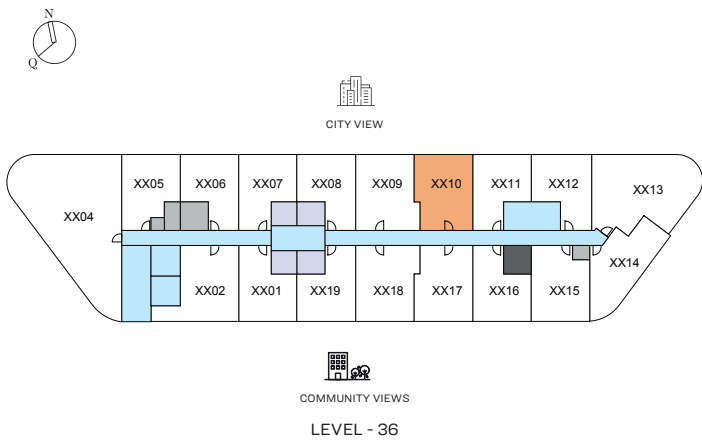 N
Q
CITY VIEW
XX05 XX06 XX07 XX08 XX09 XX10 XX11 XX12 XX13
XX04
XX14
XX02 XX01 XX19 XX18 XX17 XX16 XX15
COMMUNITY VIEWS
LEVEL - 36